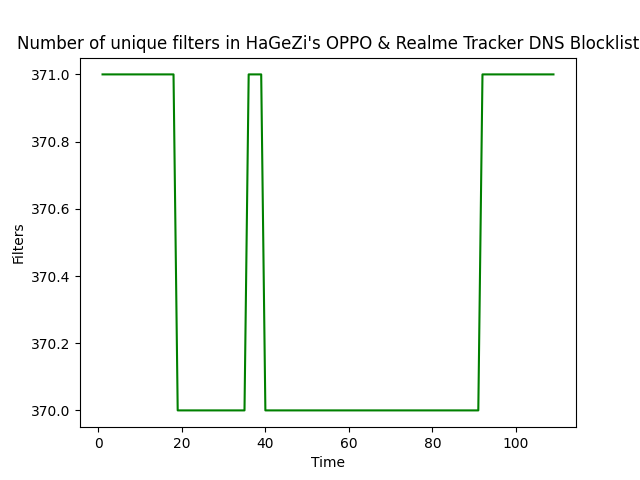 Number of unique filters in HaGeZi's OPPO & Realme Tracker DNS Blocklist
371.0
370.8
370.6
370.4
370.2
370.0
Filters
0 20 40 60 80 100
Time